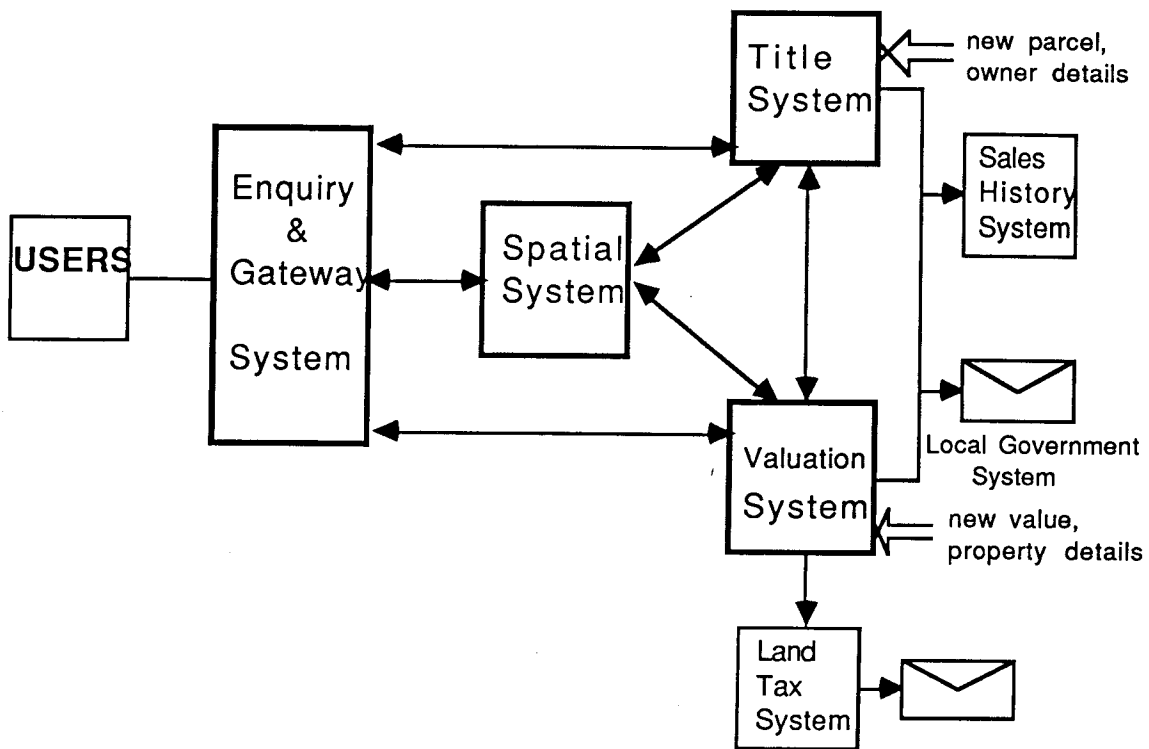 USERS
Enquiry
&
Gateway
System
Spatial
System
Title
System
new parcel,
owner details
Sales
History
System
Local Government
System
Valuation
System
new value,
property details
Land
Tax
System